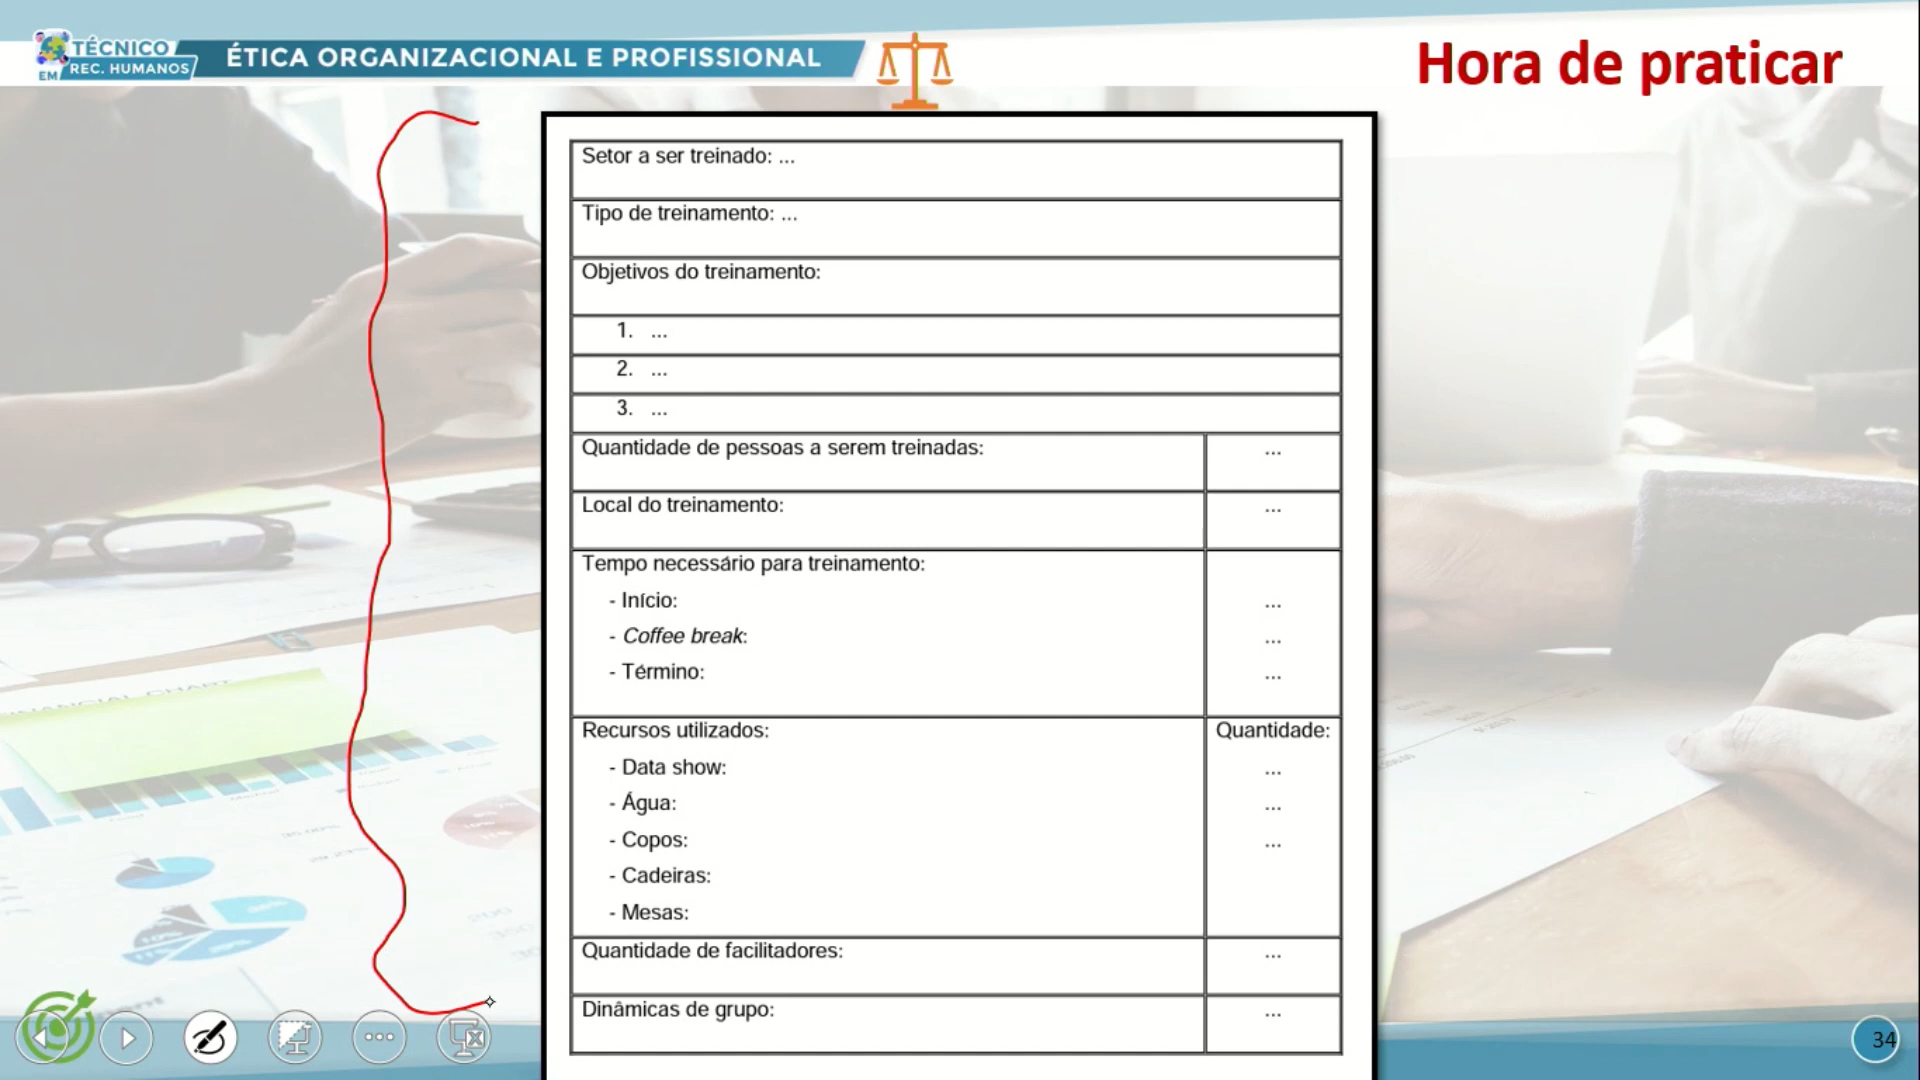 TÉCNICO
EM REC. HUMANOS
ÉTICA ORGANIZACIONAL E PROFISSIONAL
Hora de praticar
Setor a ser treinado: ...
Tipo de treinamento: ...
Objetivos do treinamento:
1. ...
2. ...
3. ...
Quantidade de pessoas a serem treinadas: ...
Local do treinamento: ...
Tempo necessário para treinamento:
- Início: ...
- Coffee break: ...
- Término: ...
Recursos utilizados: Quantidade:
- Data show: ...
- Água: ...
- Copos: ...
- Cadeiras:
- Mesas:
Quantidade de facilitadores: ...
Dinâmicas de grupo: ...
34